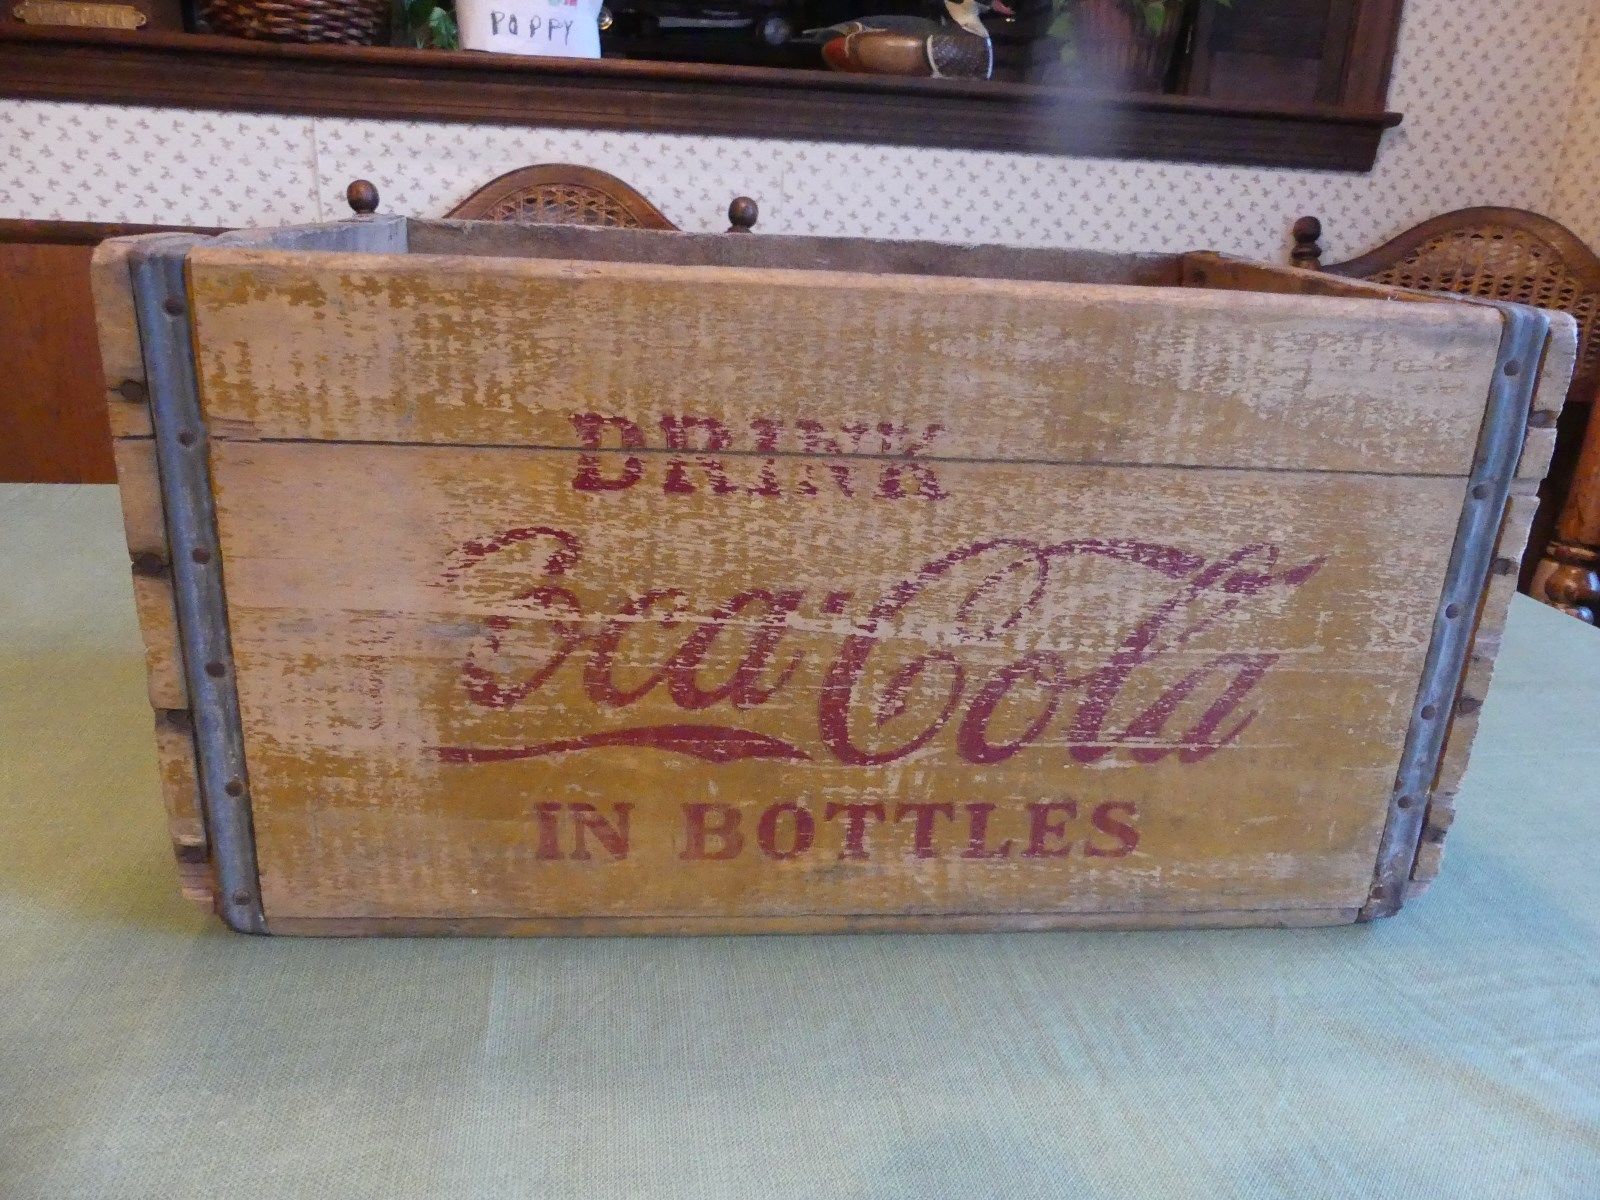 POPPY
DRINK
Coca-Cola
IN BOTTLES